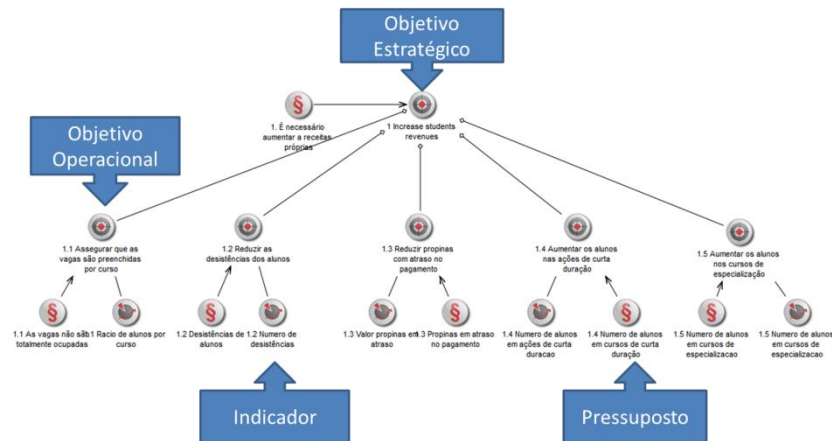 Objetivo
Estratégico
1. É necessário
aumentar a receitas
próprias
1 Increase students
revenues
Objetivo
Operacional
1.1 Assegurar que as
vagas são preenchidas
por curso
1.2 Reduzir as
desistências dos alunos
1.3 Reduzir propinas
com atraso no
pagamento
1.4 Aumentar os alunos
nas ações de curta
duração
1.5 Aumentar os alunos
nos cursos de
especialização
1.1 As vagas não são
totalmente ocupadas
1.1 Racio de alunos por
curso
1.2 Desistências de
alunos
1.2 Numero de
desistências
1.3 Valor propinas em
atraso
1.3 Propinas em atraso
no pagamento
1.4 Numero de alunos
em ações de curta
duracao
1.4 Numero de alunos
em cursos de curta
duração
1.5 Numero de alunos
em cursos de
especializacao
1.5 Numero de alunos
em cursos de
especializacao
Indicador
Pressuposto